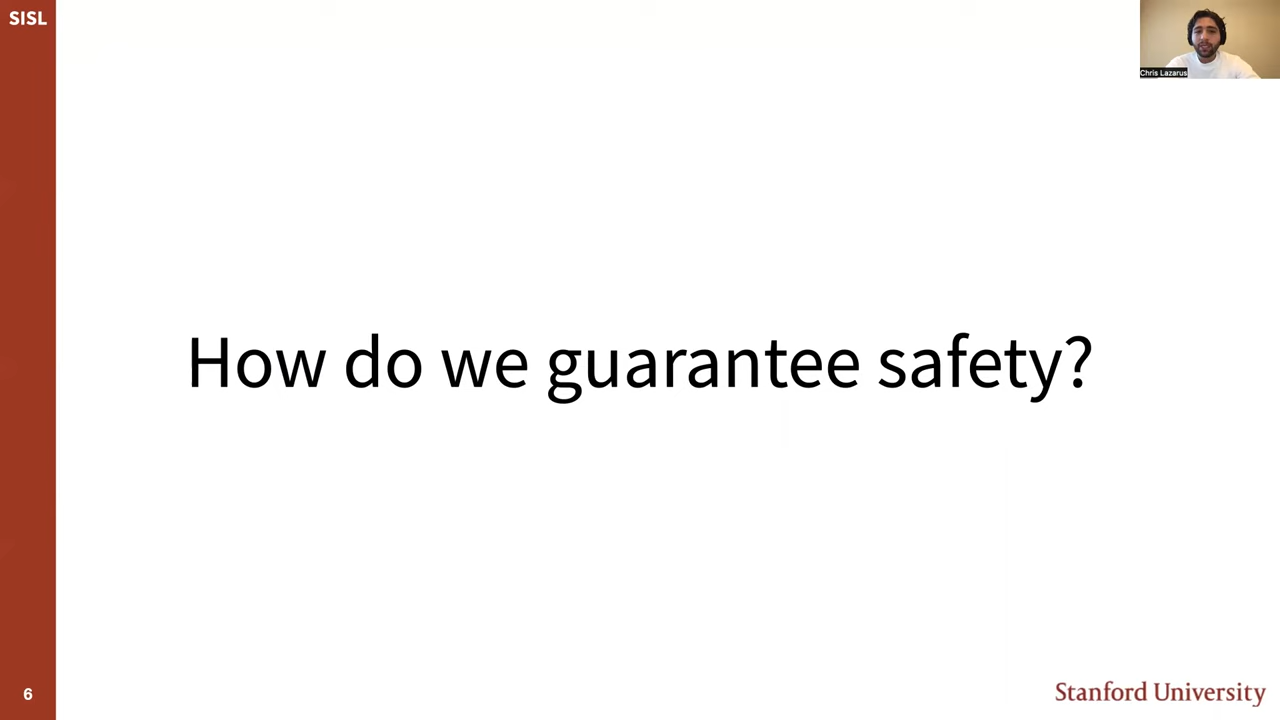 SISL
Chris Lazarus
How do we guarantee safety?
6
Stanford University